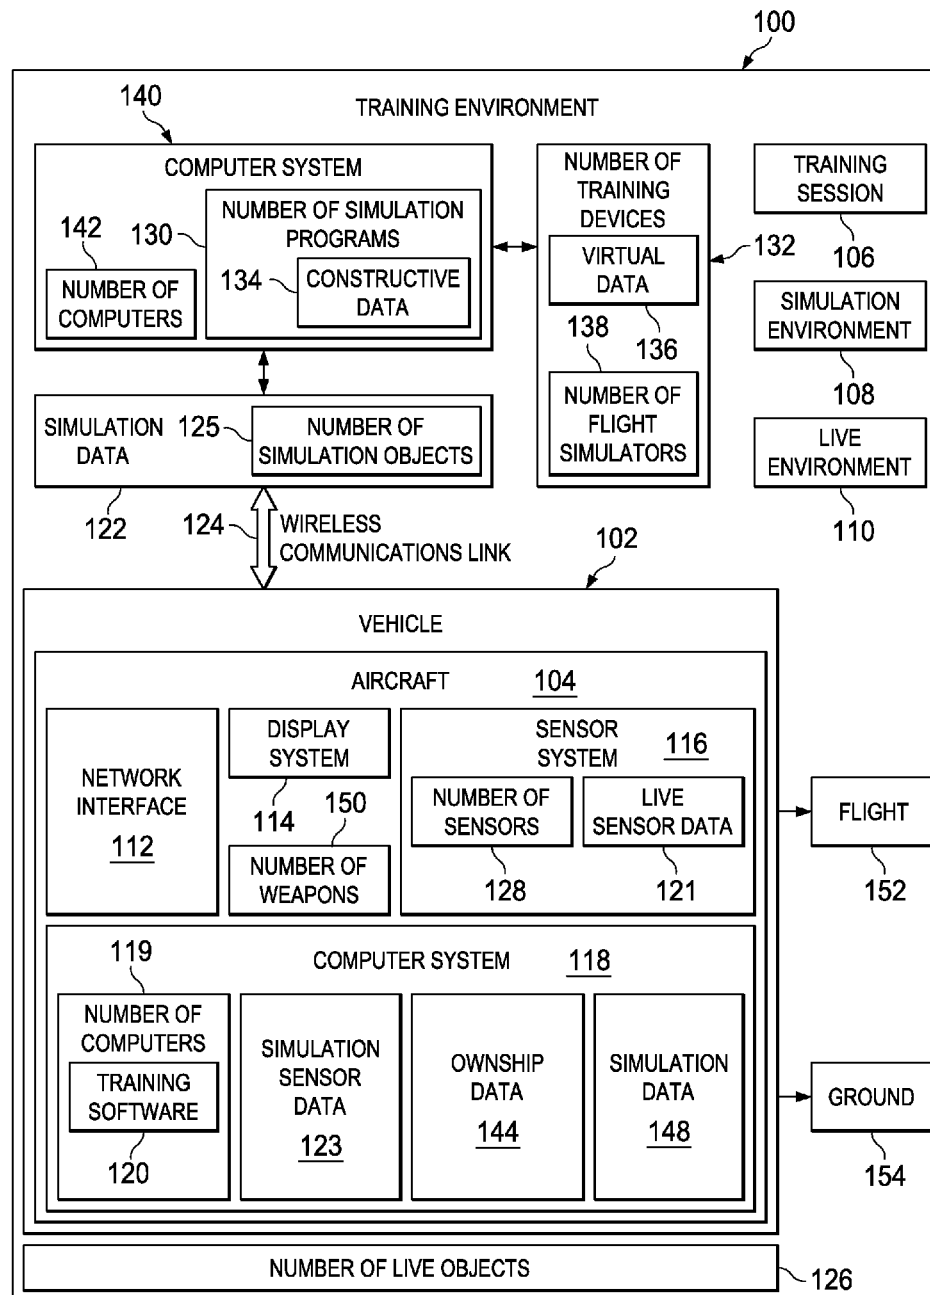 100
TRAINING ENVIRONMENT
140
COMPUTER SYSTEM
NUMBER OF SIMULATION
PROGRAMS
130
134
CONSTRUCTIVE
DATA
142
NUMBER OF
COMPUTERS
NUMBER OF
TRAINING
DEVICES
VIRTUAL
DATA
132
136
138
NUMBER OF
FLIGHT
SIMULATORS
TRAINING
SESSION
106
SIMULATION
ENVIRONMENT
108
LIVE
ENVIRONMENT
110
SIMULATION
DATA
125
NUMBER OF
SIMULATION OBJECTS
122
124
WIRELESS
COMMUNICATIONS LINK
102
VEHICLE
AIRCRAFT 104
NETWORK
INTERFACE
112
DISPLAY
SYSTEM
114
150
NUMBER OF
WEAPONS
SENSOR
SYSTEM
116
NUMBER OF
SENSORS
128
LIVE
SENSOR DATA
121
FLIGHT
152
COMPUTER SYSTEM 118
119
NUMBER OF
COMPUTERS
TRAINING
SOFTWARE
120
SIMULATION
SENSOR
DATA
123
OWNSHIP
DATA
144
SIMULATION
DATA
148
GROUND
154
NUMBER OF LIVE OBJECTS
126